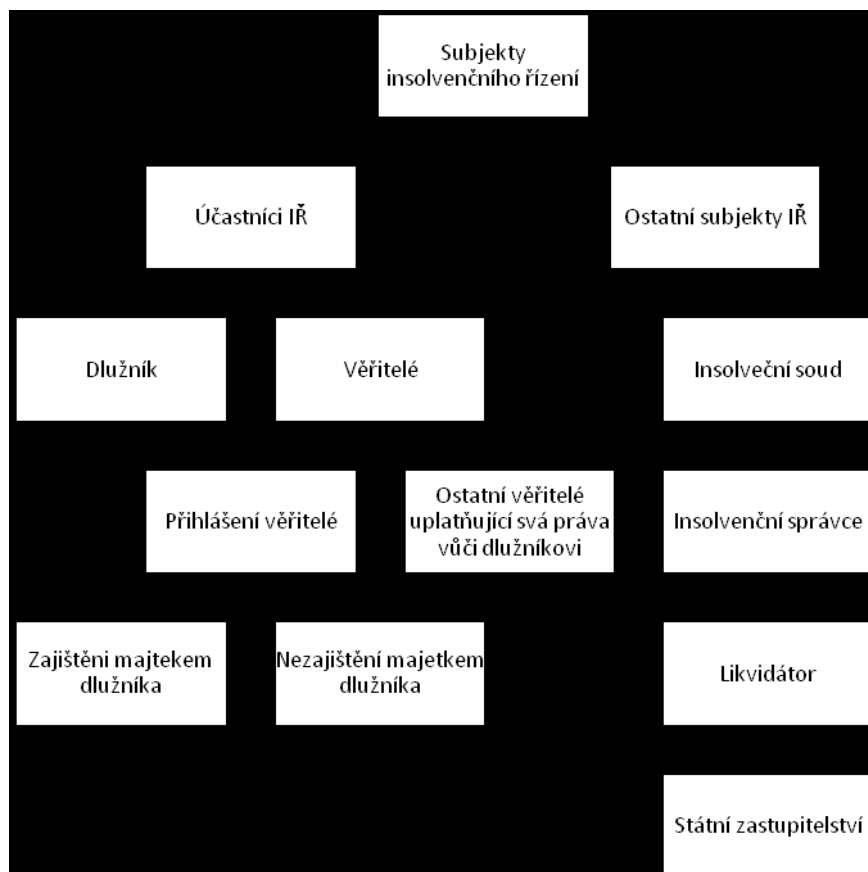 Subjekty
insolvenčního řízení
Účastníci IŘ
Ostatní subjekty IŘ
Dlužník
Věřitelé
Insolveční soud
Přihlášení věřitelé
Ostatní věřitelé
uplatňující svá práva
vůči dlužníkovi
Insolvenční správce
Zajištěni majtekem
dlužníka
Nezajištění majetkem
dlužníka
Likvidátor
Státní zastupitelství